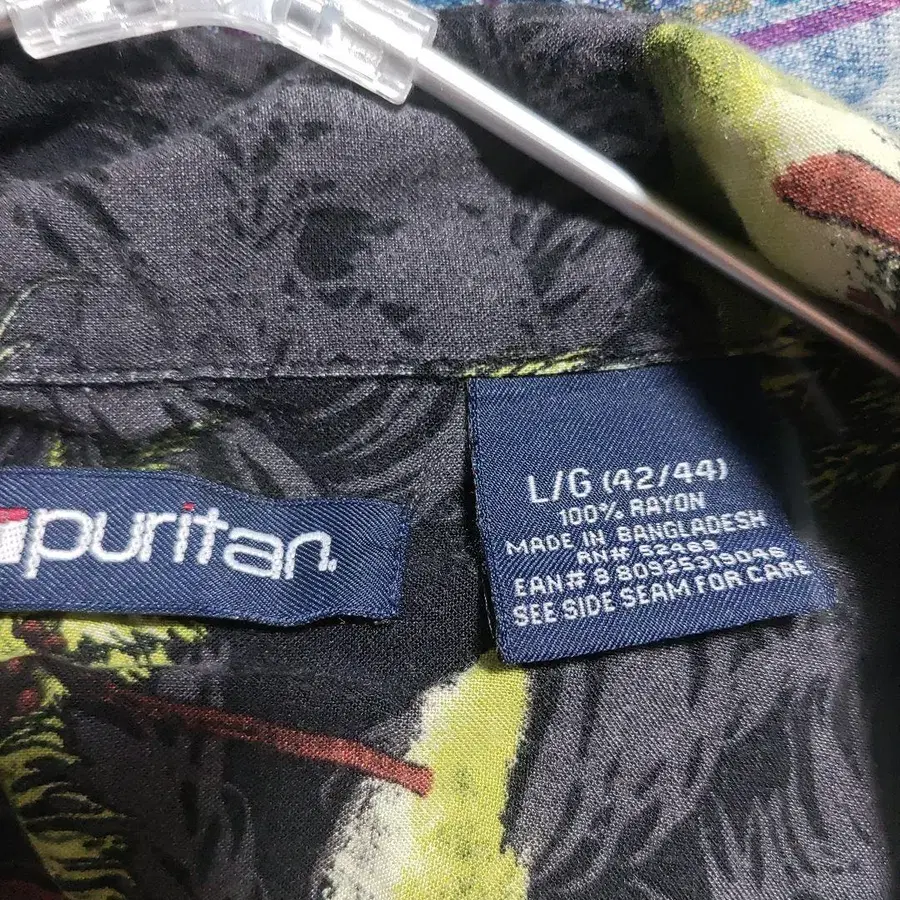 puritan.
L/G (42/44)
100% RAYON
MADE IN BANGLADESH
RN# 52469
EAN# 8 80925319046
SEE SIDE SEAM FOR CARE